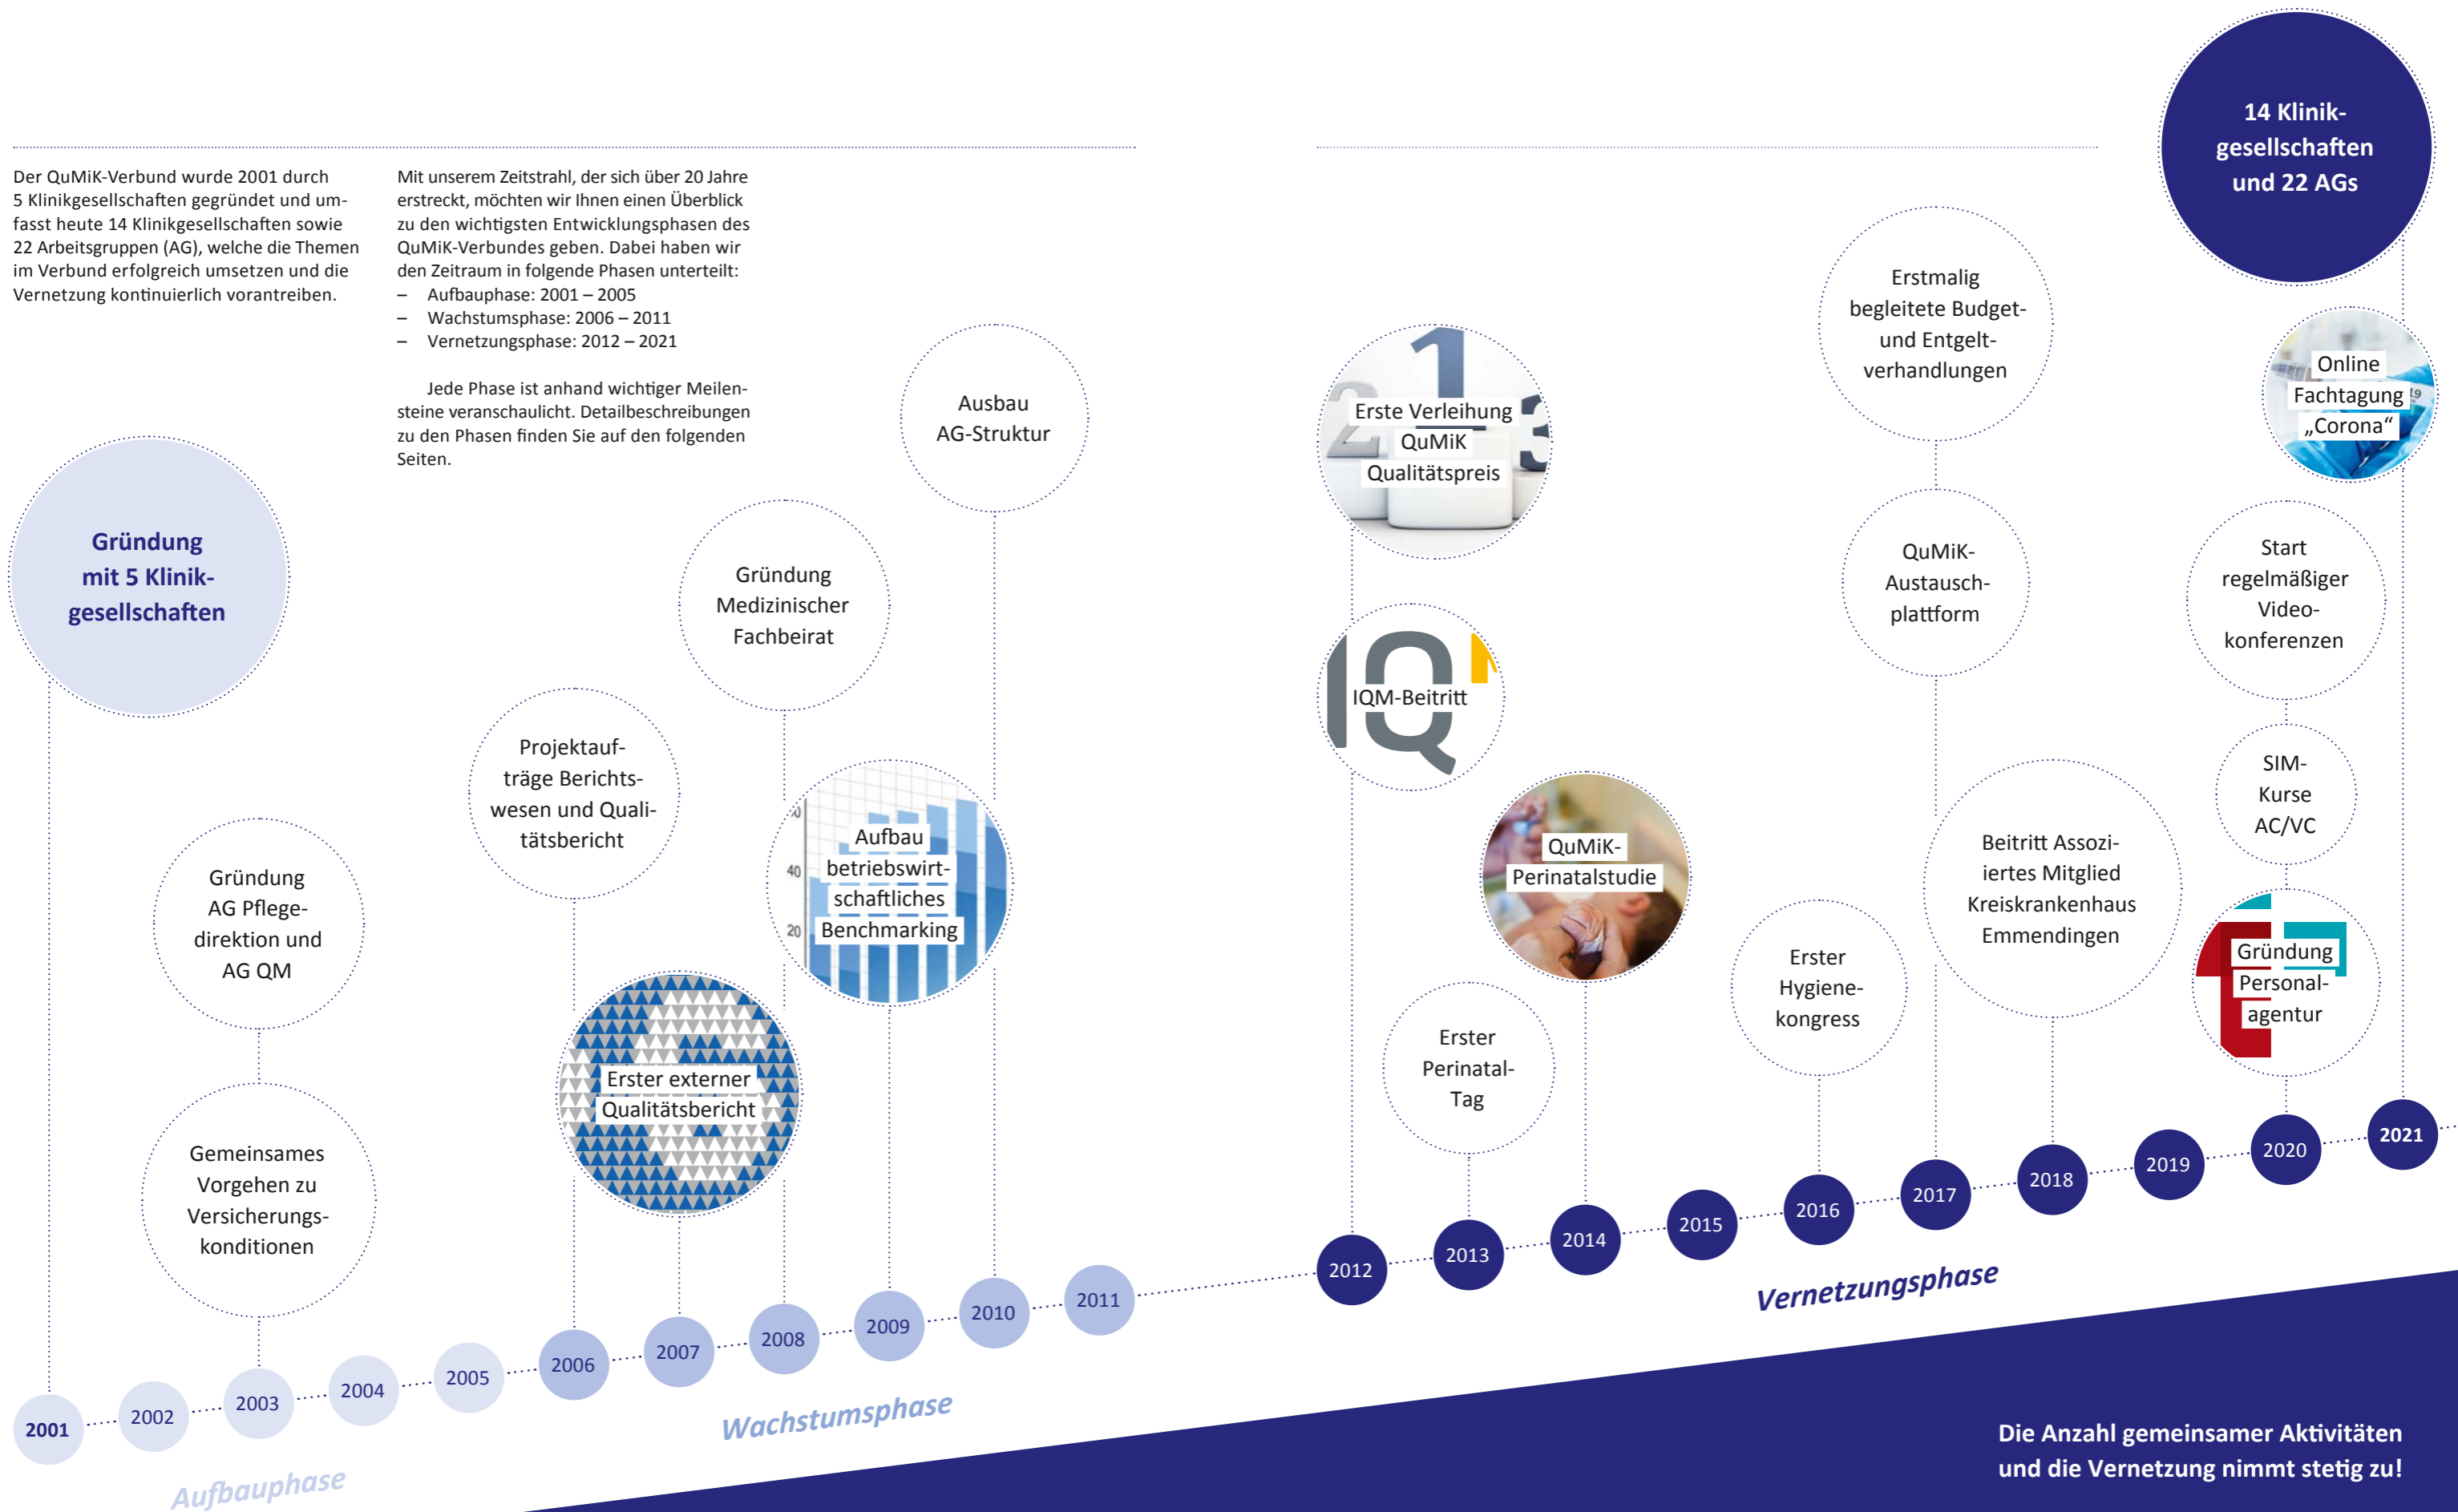 Der QuMiK-Verbund wurde 2001 durch
5 Klinikgesellschaften gegründet und um-
fasst heute 14 Klinikgesellschaften sowie
22 Arbeitsgruppen (AG), welche die Themen
im Verbund erfolgreich umsetzen und die
Vernetzung kontinuierlich vorantreiben.
Mit unserem Zeitstrahl, der sich über 20 Jahre
erstreckt, möchten wir Ihnen einen Überblick
zu den wichtigsten Entwicklungsphasen des
QuMiK-Verbundes geben. Dabei haben wir
den Zeitraum in folgende Phasen unterteilt:
– Aufbauphase: 2001 – 2005
– Wachstumsphase: 2006 – 2011
– Vernetzungsphase: 2012 – 2021
Jede Phase ist anhand wichtiger Meilen-
steine veranschaulicht. Detailbeschreibungen
zu den Phasen finden Sie auf den folgenden
Seiten.
Gründung
mit 5 Klinik-
gesellschaften
Gründung
AG Pflege-
direktion und
AG QM
Gemeinsames
Vorgehen zu
Versicherungs-
konditionen
Projektauf-
träge Berichts-
wesen und Quali-
tätsbericht
Erster externer
Qualitätsbericht
Gründung
Medizinischer
Fachbeirat
40
20
Aufbau
betriebswirt-
schaftliches
Benchmarking
Ausbau
AG-Struktur
1
2
3
Erste Verleihung
QuMiK
Qualitätspreis
IQ
IQM-Beitritt
Erster
Perinatal-
Tag
QuMiK-
Perinatalstudie
Erster
Hygiene-
kongress
Erstmalig
begleitete Budget-
und Entgelt-
verhandlungen
QuMiK-
Austausch-
plattform
Beitritt Assozi-
iertes Mitglied
Kreiskrankenhaus
Emmendingen
14 Klinik-
gesellschaften
und 22 AGs
Online
Fachtagung
„Corona“
Start
regelmäßiger
Video-
konferenzen
SIM-
Kurse
AC/VC
Gründung
Personal-
agentur
2001
2002
2003
2004
2005
2006
2007
2008
2009
2010
2011
2012
2013
2014
2015
2016
2017
2018
2019
2020
2021
Aufbauphase
Wachstumsphase
Vernetzungsphase
Die Anzahl gemeinsamer Aktivitäten
und die Vernetzung nimmt stetig zu!